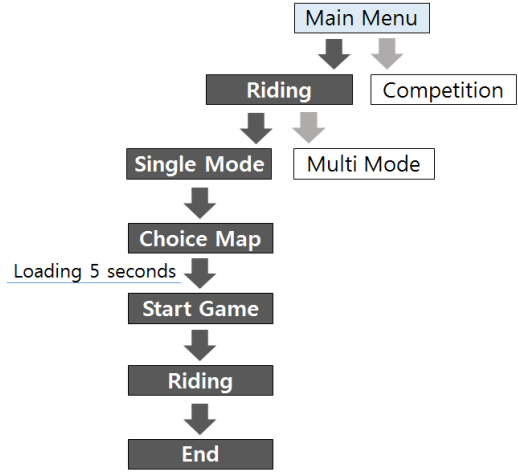 Main Menu
Riding
Competition
Single Mode
Multi Mode
Choice Map
Loading 5 seconds
Start Game
Riding
End